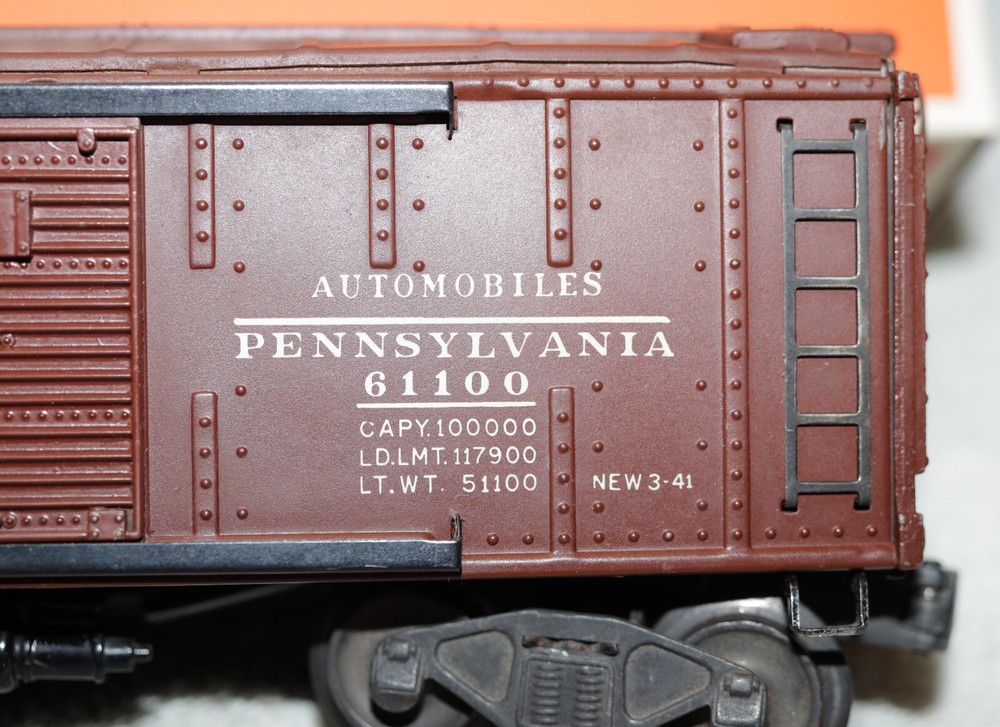 AUTOMOBILES
PENNSYLVANIA
61100
CAPY. 100000
LD. LMT. 117900
LT. WT. 51100
NEW 3-41